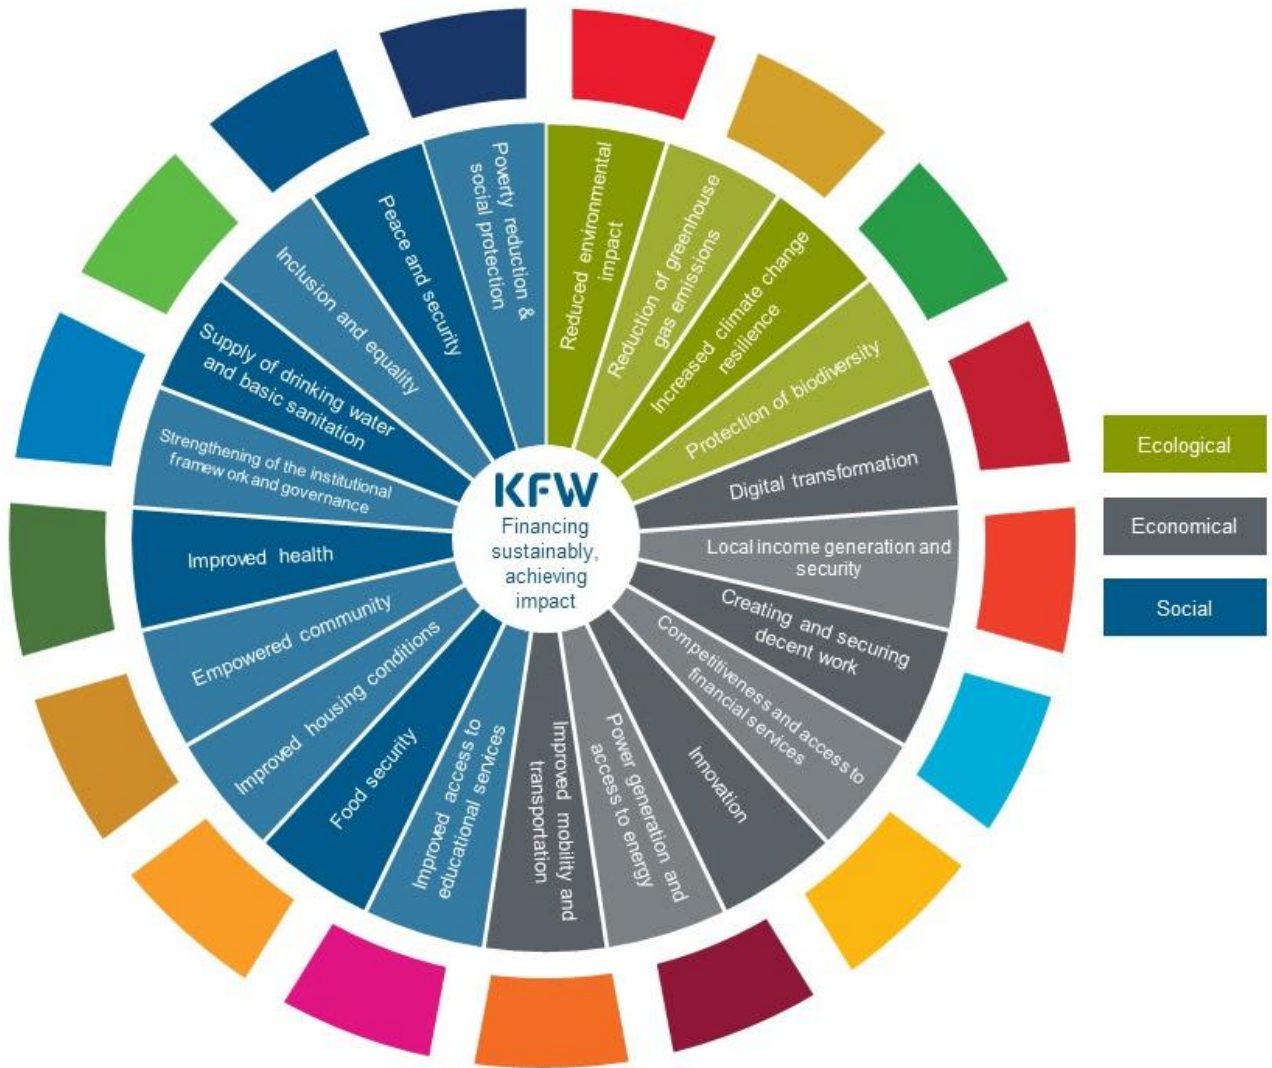 KFW
Financing
sustainably,
achieving
impact
Reduced environmental
impact
Reduction of greenhouse
gas emissions
Increased climate change
resilience
Protection of biodiversity
Digital transformation
Local income generation and
security
Creating and securing
decent work
Competitiveness and access to
financial services
Innovation
Power generation and
access to energy
Improved mobility and
transportation
Improved access to
educational services
Food security
Improved housing conditions
Empowered community
Improved health
Strengthening of the institutional
framework and governance
Supply of drinking water
and basic sanitation
Inclusion and equality
Peace and security
Poverty reduction &
social protection
Ecological
Economical
Social